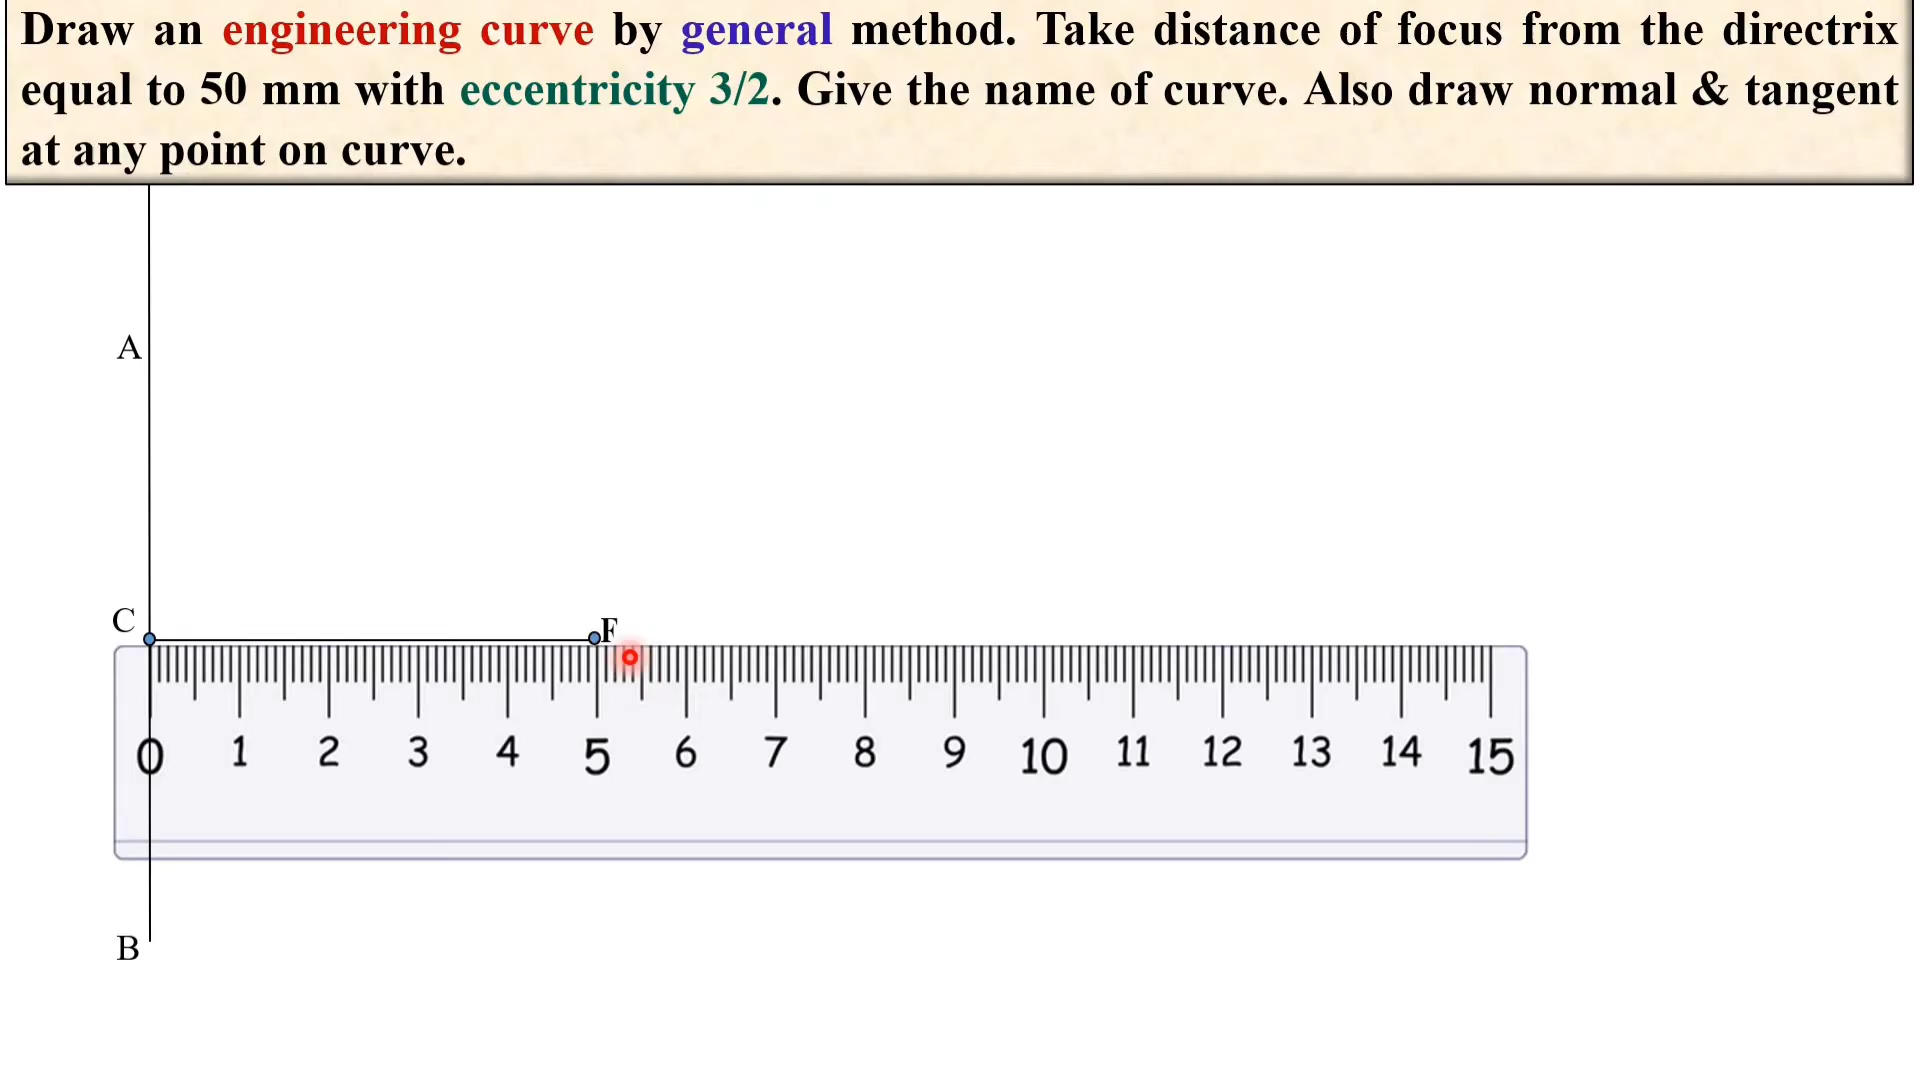 Draw an engineering curve by general method. Take distance of focus from the directrix
equal to 50 mm with eccentricity 3/2. Give the name of curve. Also draw normal & tangent
at any point on curve.
A
C
F
0 1 2 3 4 5 6 7 8 9 10 11 12 13 14 15
B